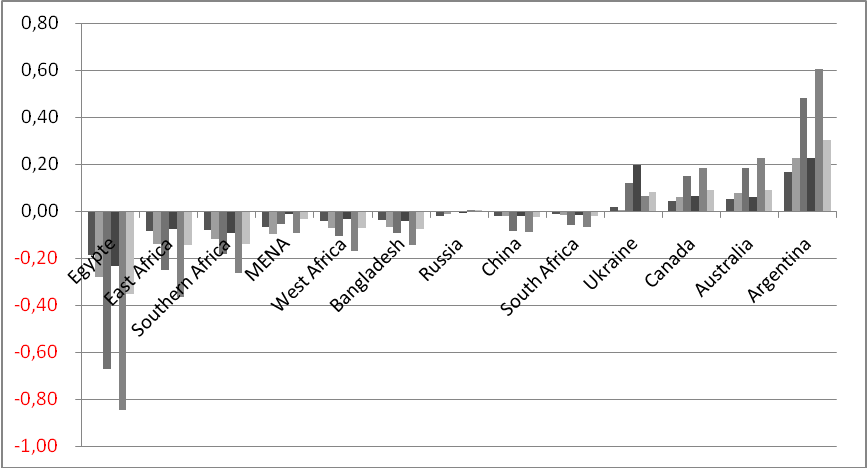 0,80
0,60
0,40
0,20
0,00
-0,20
-0,40
-0,60
-0,80
-1,00
Egypte
East Africa
Southern Africa
MENA
West Africa
Bangladesh
Russia
China
South Africa
Ukraine
Canada
Australia
Argentina